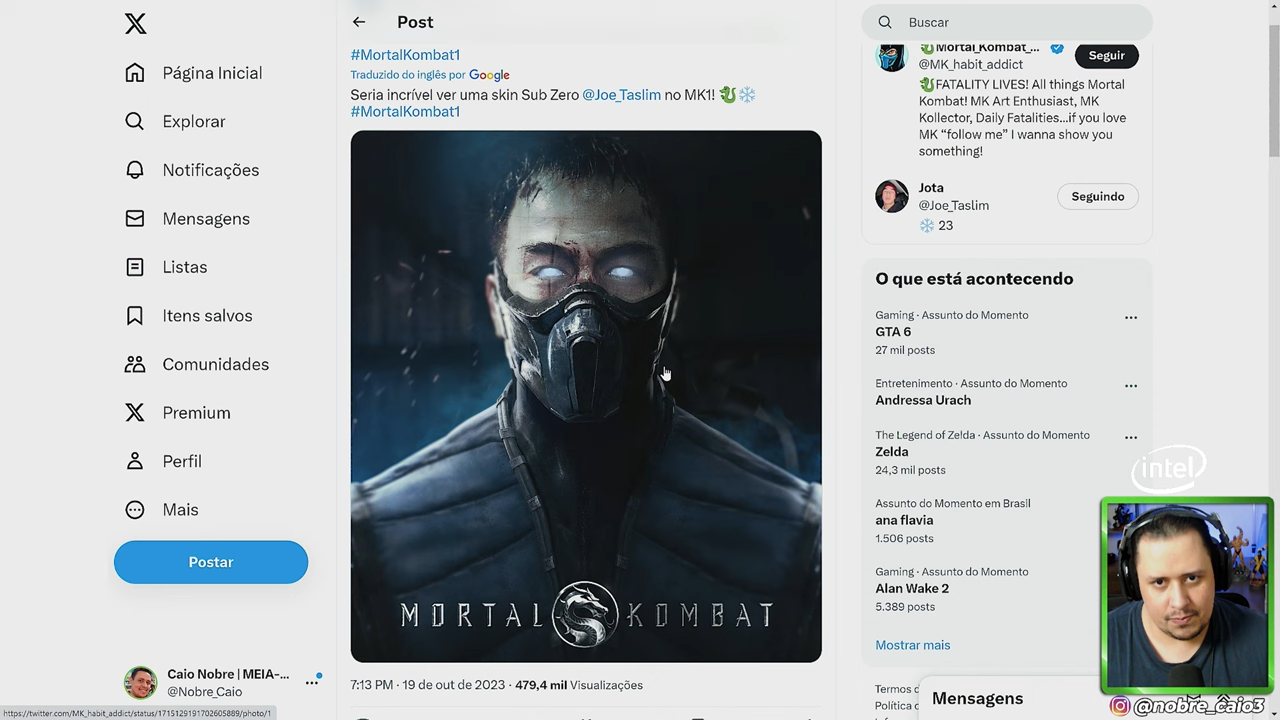 Post
Buscar
Página Inicial
Explorar
Notificações
Mensagens
Listas
Itens salvos
Comunidades
Premium
Perfil
Mais
Postar
Caio Nobre | MEIA-...
@Nobre_Caio
https://twitter.com/MK_habit_addict/status/1715129191702605889/photo/1
#MortalKombat1
Traduzido do inglês por Google
Seria incrível ver uma skin Sub Zero @Joe_Taslim no MK1! 🐉❄️
#MortalKombat1
MORTAL KOMBAT
7:13 PM · 19 de out de 2023 · 479,4 mil Visualizações
🐉Mortal_Kombat_...
@MK_habit_addict
Seguir
🐉FATALITY LIVES! All things Mortal
Kombat! MK Art Enthusiast, MK
Kollector, Daily Fatalities...if you love
MK “follow me” I wanna show you
something!
Jota
@Joe_Taslim
Seguindo
❄️ 23
O que está acontecendo
Gaming · Assunto do Momento
GTA 6
27 mil posts
Entretenimento · Assunto do Momento
Andressa Urach
The Legend of Zelda · Assunto do Momento
Zelda
24,3 mil posts
Assunto do Momento em Brasil
ana flavia
1.506 posts
Gaming · Assunto do Momento
Alan Wake 2
5.389 posts
Mostrar mais
Termos
Política
Mensagens
intel
@nobre_caio3